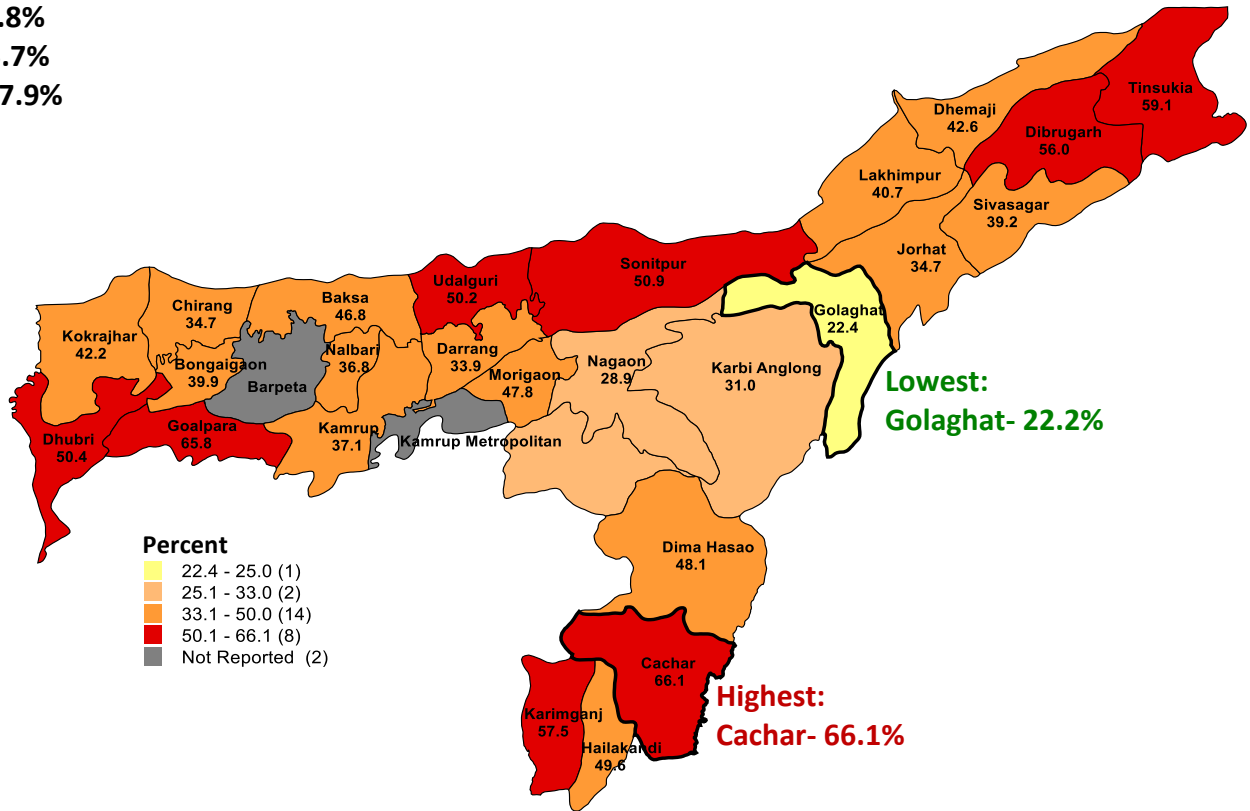 .8%
.7%
7.9%
Tinsukia
59.1
Dhemaji
42.6
Dibrugarh
56.0
Lakhimpur
40.7
Sivasagar
39.2
Jorhat
34.7
Sonitpur
50.9
Udalguri
50.2
Baksa
46.8
Chirang
34.7
Kokrajhar
42.2
Golaghat
22.4
Nalbari
36.8
Darrang
33.9
Nagaon
28.9
Karbi Anglong
31.0
Bongaigaon
39.9
Barpeta
Morigaon
47.8
Lowest:
Golaghat- 22.2%
Goalpara
65.8
Kamrup
37.1
Kamrup Metropolitan
Dhubri
50.4
Percent
22.4 - 25.0 (1)
25.1 - 33.0 (2)
33.1 - 50.0 (14)
50.1 - 66.1 (8)
Not Reported (2)
Dima Hasao
48.1
Cachar
66.1
Highest:
Cachar- 66.1%
Karimganj
57.5
Hailakandi
49.6